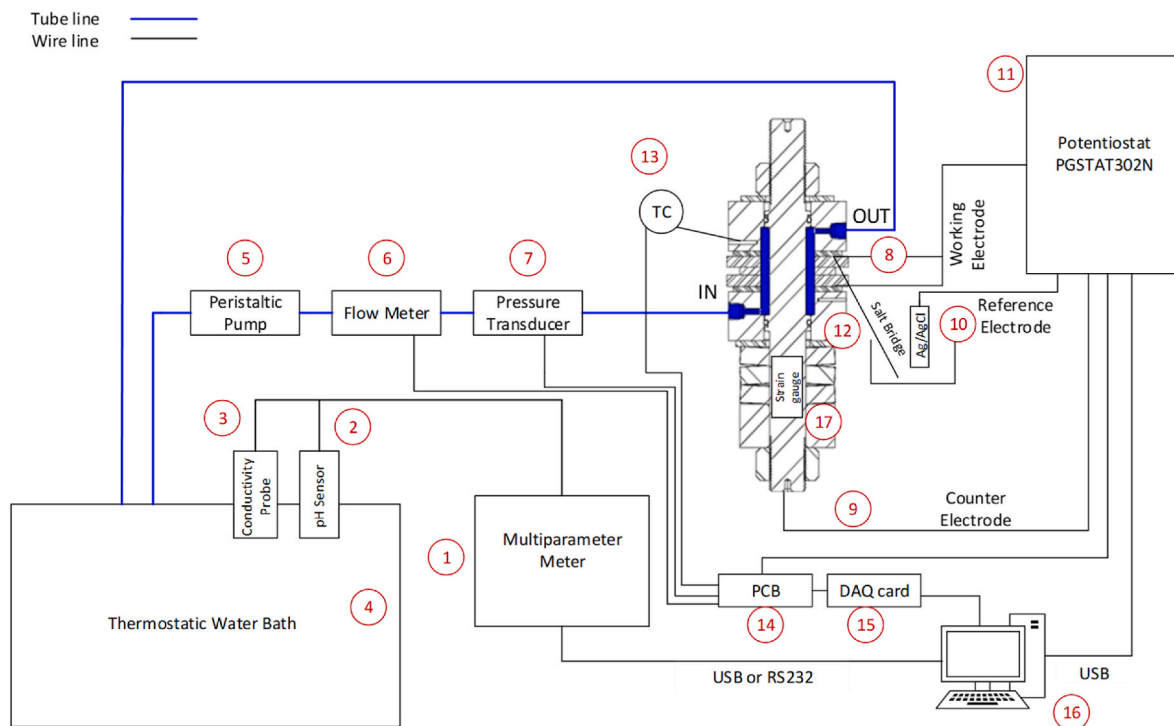 Tube line
Wire line
11
Potentiostat
PGSTAT302N
13
TC
OUT
8
Working
Electrode
5
6
7
IN
Peristaltic
Pump
Flow Meter
Pressure
Transducer
Salt Bridge
Ag/AgCl
10
Reference
Electrode
12
Strain
gauge
17
3
2
Conductivity
Probe
pH Sensor
9
Counter
Electrode
1
Multiparameter
Meter
4
Thermostatic Water Bath
PCB
DAQ card
14
15
USB or RS232
USB
16